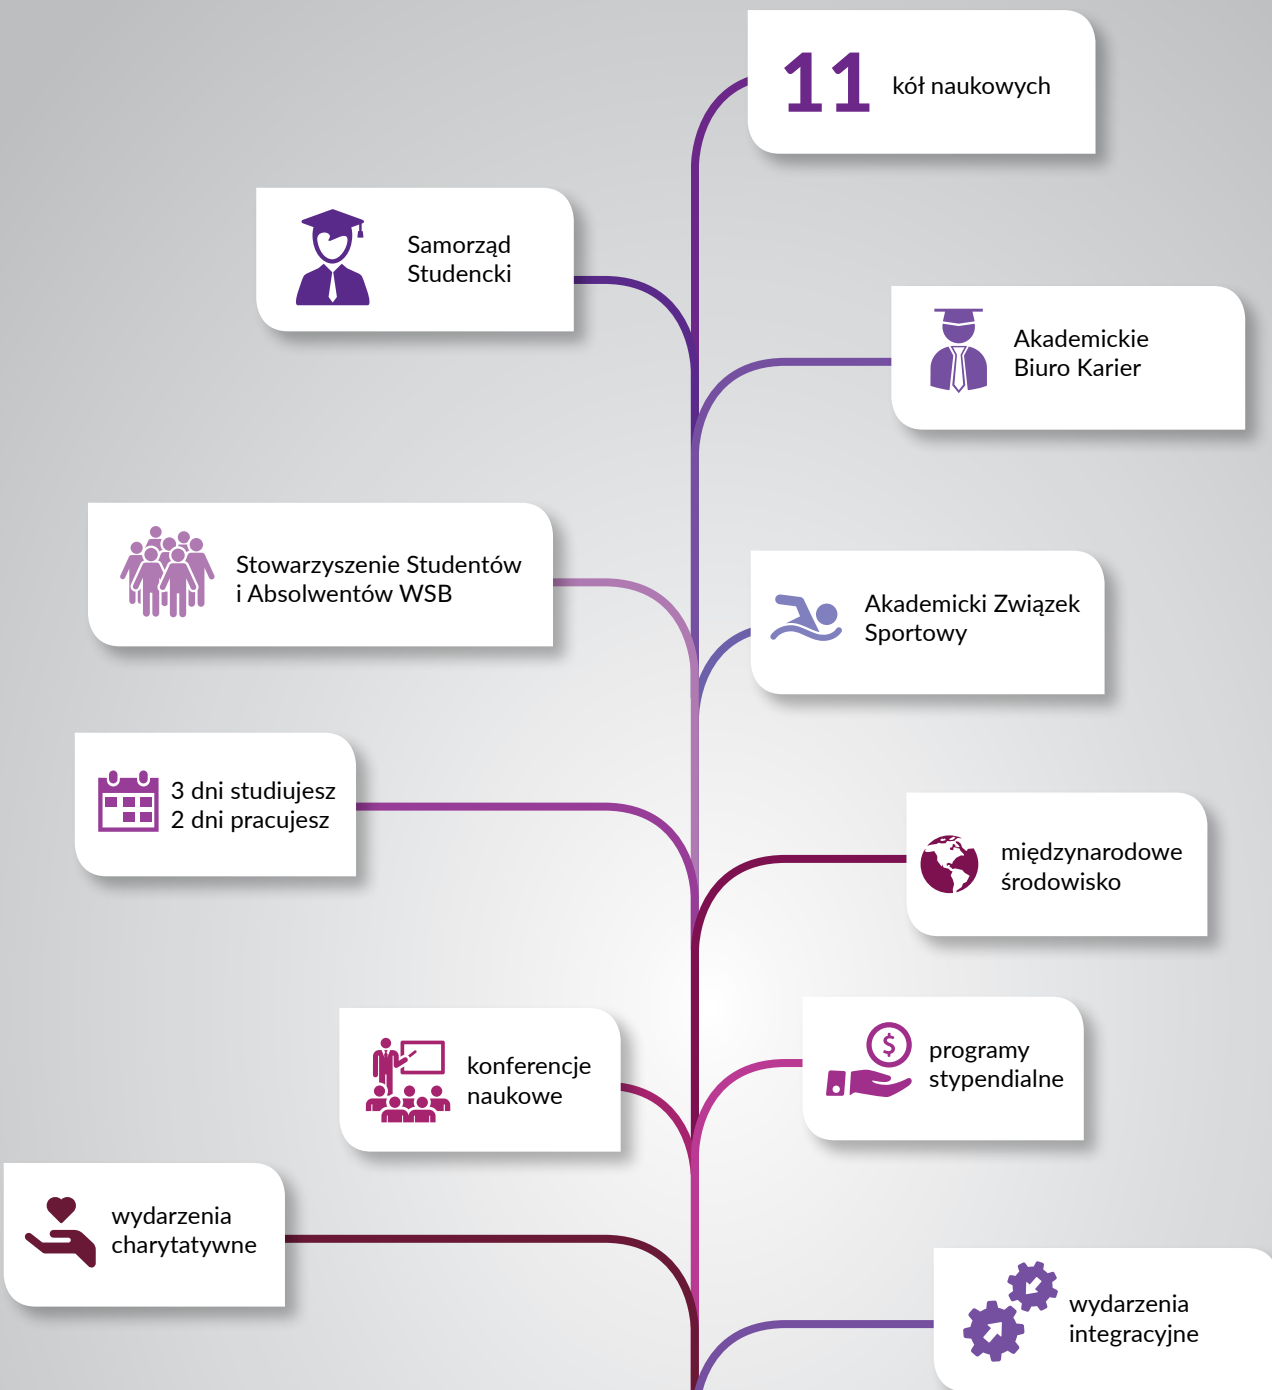 11 kół naukowych
Samorząd
Studencki
Akademickie
Biuro Karier
Stowarzyszenie Studentów
i Absolwentów WSB
Akademicki Związek
Sportowy
3 dni studiujesz
2 dni pracujesz
międzynarodowe
środowisko
konferencje
naukowe
$
programy
stypendialne
wydarzenia
charytatywne
wydarzenia
integracyjne